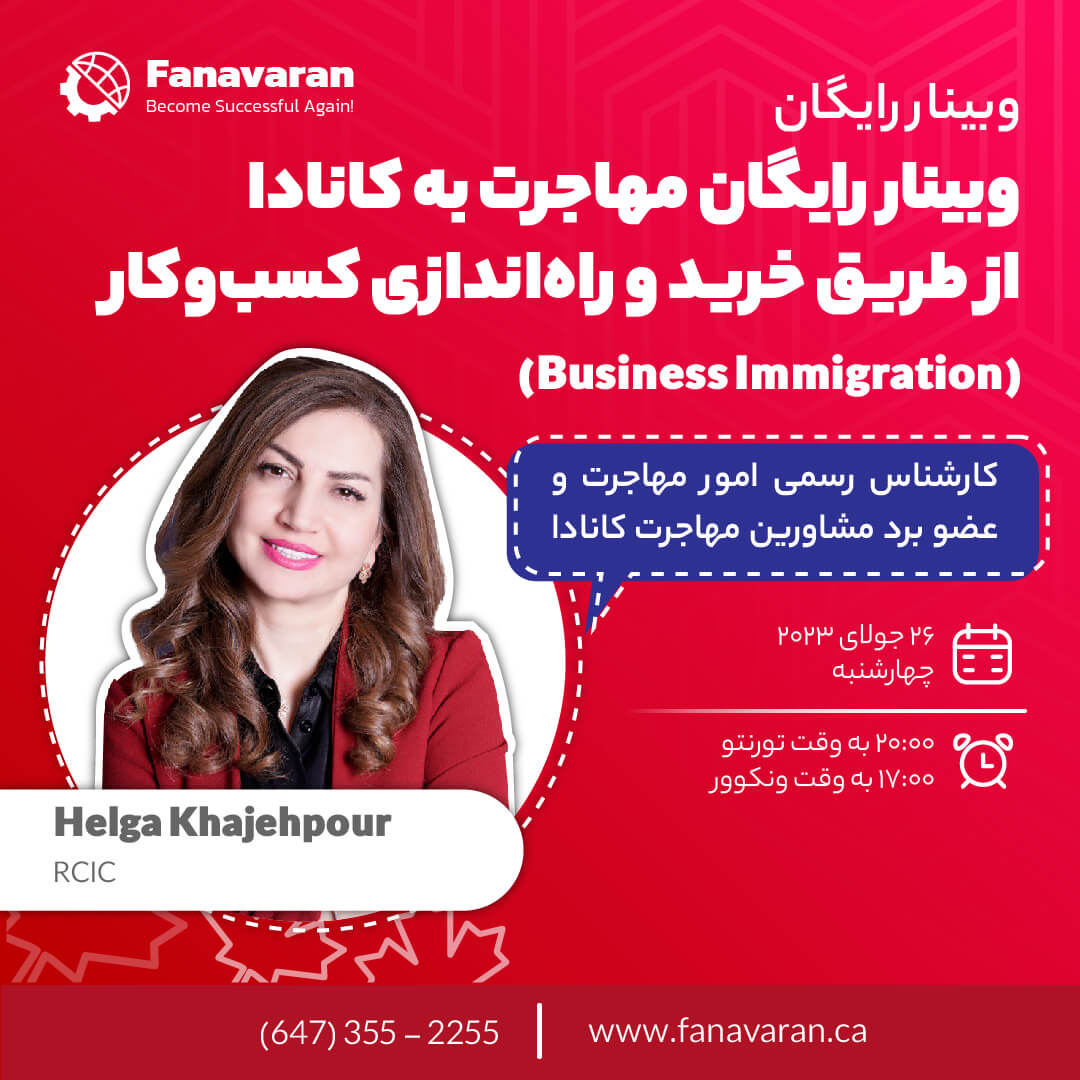 Fanavaran
Become Successful Again!
وبینار رایگان
وبینار رایگان مهاجرت به کانادا
از طریق خرید و راه‌اندازی کسب‌وکار
(Business Immigration)
کارشناس رسمی امور مهاجرت و
عضو برد مشاورین مهاجرت کانادا
۲۶ جولای ۲۰۲۳
چهارشنبه
۲۰:۰۰ به وقت تورنتو
۱۷:۰۰ به وقت ونکوور
Helga Khajehpour
RCIC
(647) 355 – 2255
www.fanavaran.ca